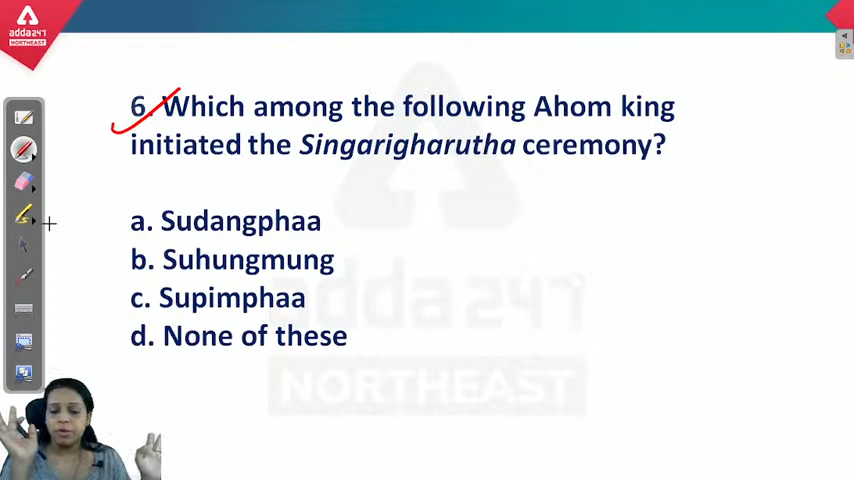 adda247
NORTHEAST
6. Which among the following Ahom king
initiated the Singarigharutha ceremony?
a. Sudangphaa
b. Suhungmung
c. Supimphaa
d. None of these
adda247
NORTHEAST